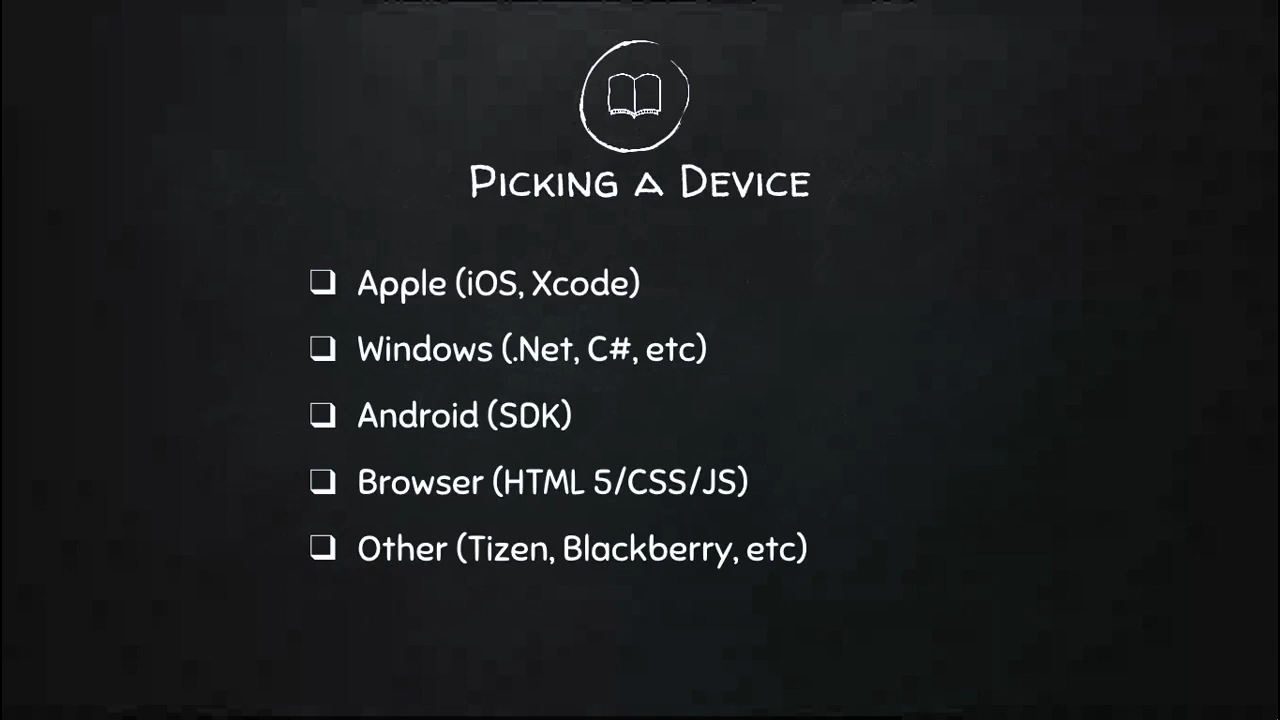 Picking a Device
Apple (iOS, Xcode)
Windows (.Net, C#, etc)
Android (SDK)
Browser (HTML 5/CSS/JS)
Other (Tizen, Blackberry, etc)